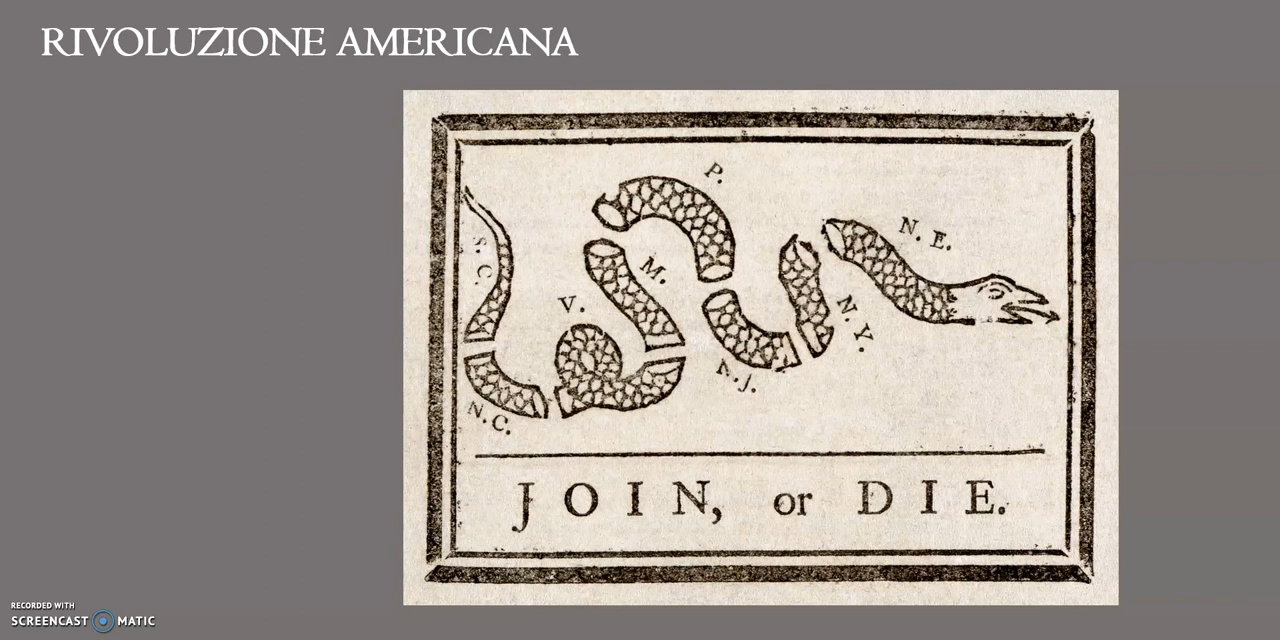 RIVOLUZIONE AMERICANA
P.
N. E.
S. C.
M.
V.
N. Y.
N.J.
N.C.
JOIN, or DIE.
RECORDED WITH
SCREENCAST MATIC